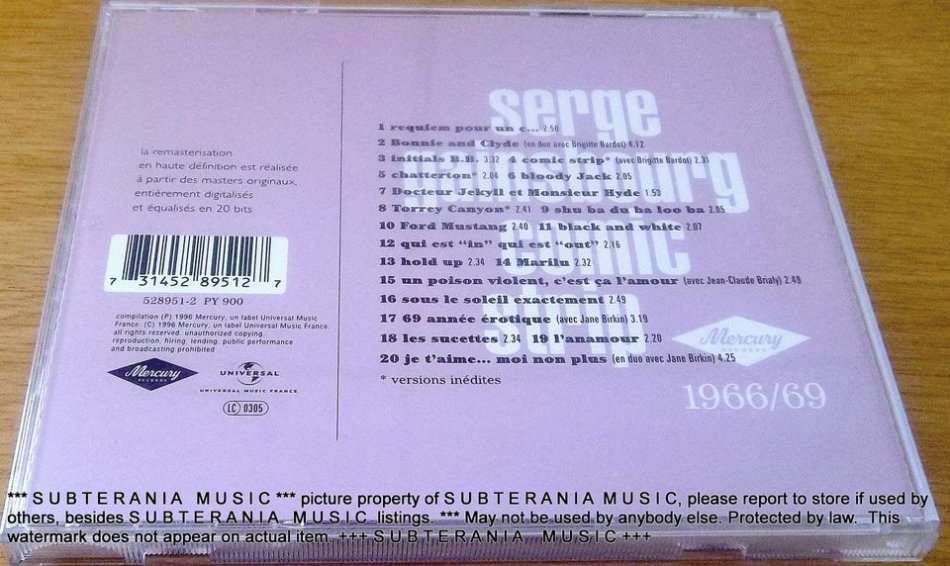 serge
gainsbourg
comic
strip
1 requiem pour un c... 2.50
2 Bonnie and Clyde (en duo avec Brigitte Bardot) 4.12
3 initials B.B. 3.32 4 comic strip* (avec Brigitte Bardot) 2.31
5 chatterton* 2.04 6 bloody Jack 2.05
7 Docteur Jekyll et Monsieur Hyde 1.53
8 Torrey Canyon* 2.41 9 shu ba du ba loo ba 2.05
10 Ford Mustang 2.40 11 black and white 2.07
12 qui est “in” qui est “out” 2.16
13 hold up 2.34 14 Marilu 2.32
15 un poison violent, c'est ça l'amour (avec Jean-Claude Brialy) 2.49
16 sous le soleil exactement 2.49
17 69 année érotique (avec Jane Birkin) 3.19
18 les sucettes 2.34 19 l'anamour 2.20
20 je t'aime... moi non plus (en duo avec Jane Birkin) 4.25
* versions inédites
Mercury
RECORDS
1966/69
la remasterisation
en haute définition est réalisée
à partir des masters originaux,
entièrement digitalisés
et équalisés en 20 bits
7 31452 89512 7
528951-2 PY 900
compilation (P) 1996 Mercury, un label Universal Music
France. (C) 1996 Mercury, un label Universal Music France.
all rights reserved. unauthorized copying,
reproduction, hiring, lending, public performance
and broadcasting prohibited
Mercury
RECORDS
UNIVERSAL
UNIVERSAL MUSIC FRANCE
LC 0305
*** SUBTERANIA MUSIC *** picture property of SUBTERANIA MUSIC, please report to store if used by
others, besides SUBTERANIA MUSIC listings. *** May not be used by anybody else. Protected by law. This
watermark does not appear on actual item. +++ SUBTERANIA MUSIC +++